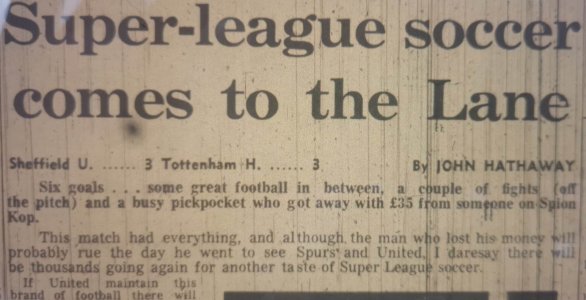 Super-league soccer
comes to the Lane
Sheffield U. ...... 3 Tottenham H. ...... 3 By JOHN HATHAWAY
Six goals . . . some great football in between, a couple of fights (off
the pitch) and a busy pickpocket who got away with £35 from someone on Spion
Kop.
This match had everything, and although the man who lost his money will
probably rue the day he went to see Spurs and United, I daresay there will
be thousands going again for another taste of Super League soccer.
If United maintain this
brand of football there will